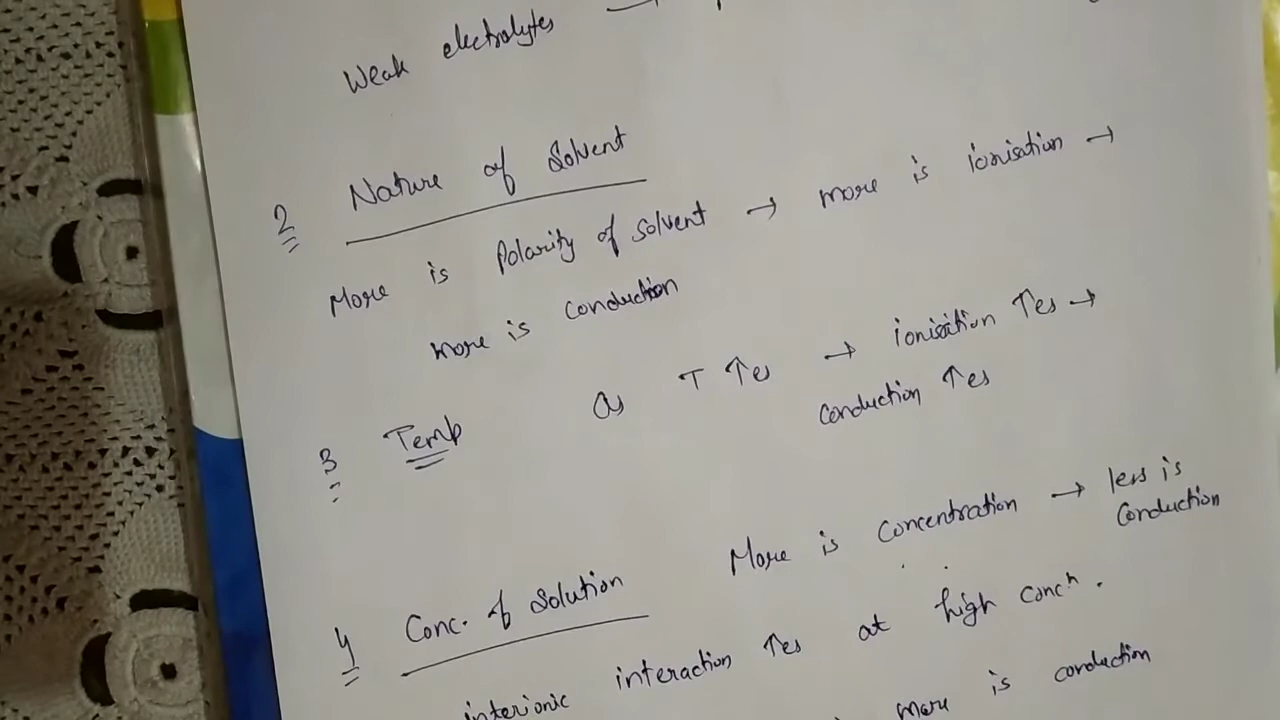 Weak electrolytes →
2 Nature of Solvent
More is Polarity of solvent → more is ionisation →
more is conduction
3 Temp as T ↑es → ionisation ↑es →
conduction ↑es
4 Conc. of Solution More is concentration → less is
conduction
interionic interaction ↑es at high concn.
more is conduction